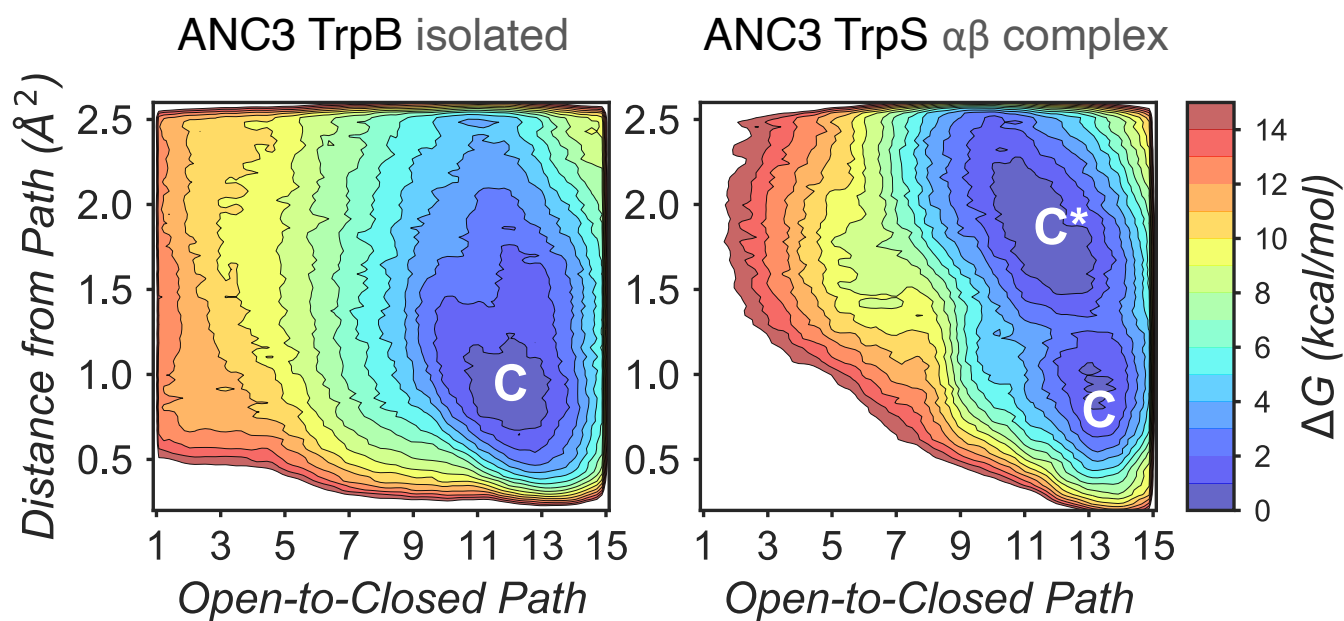 ANC3 TrpB isolated
ANC3 TrpS αβ complex
Distance from Path (Å²)
2.5
2.0
1.5
1.0
0.5
C
1 3 5 7 9 11 13 15
Open-to-Closed Path
2.5
2.0
1.5
1.0
0.5
C*
C
1 3 5 7 9 11 13 15
Open-to-Closed Path
14
12
10
8
6
4
2
0
ΔG (kcal/mol)